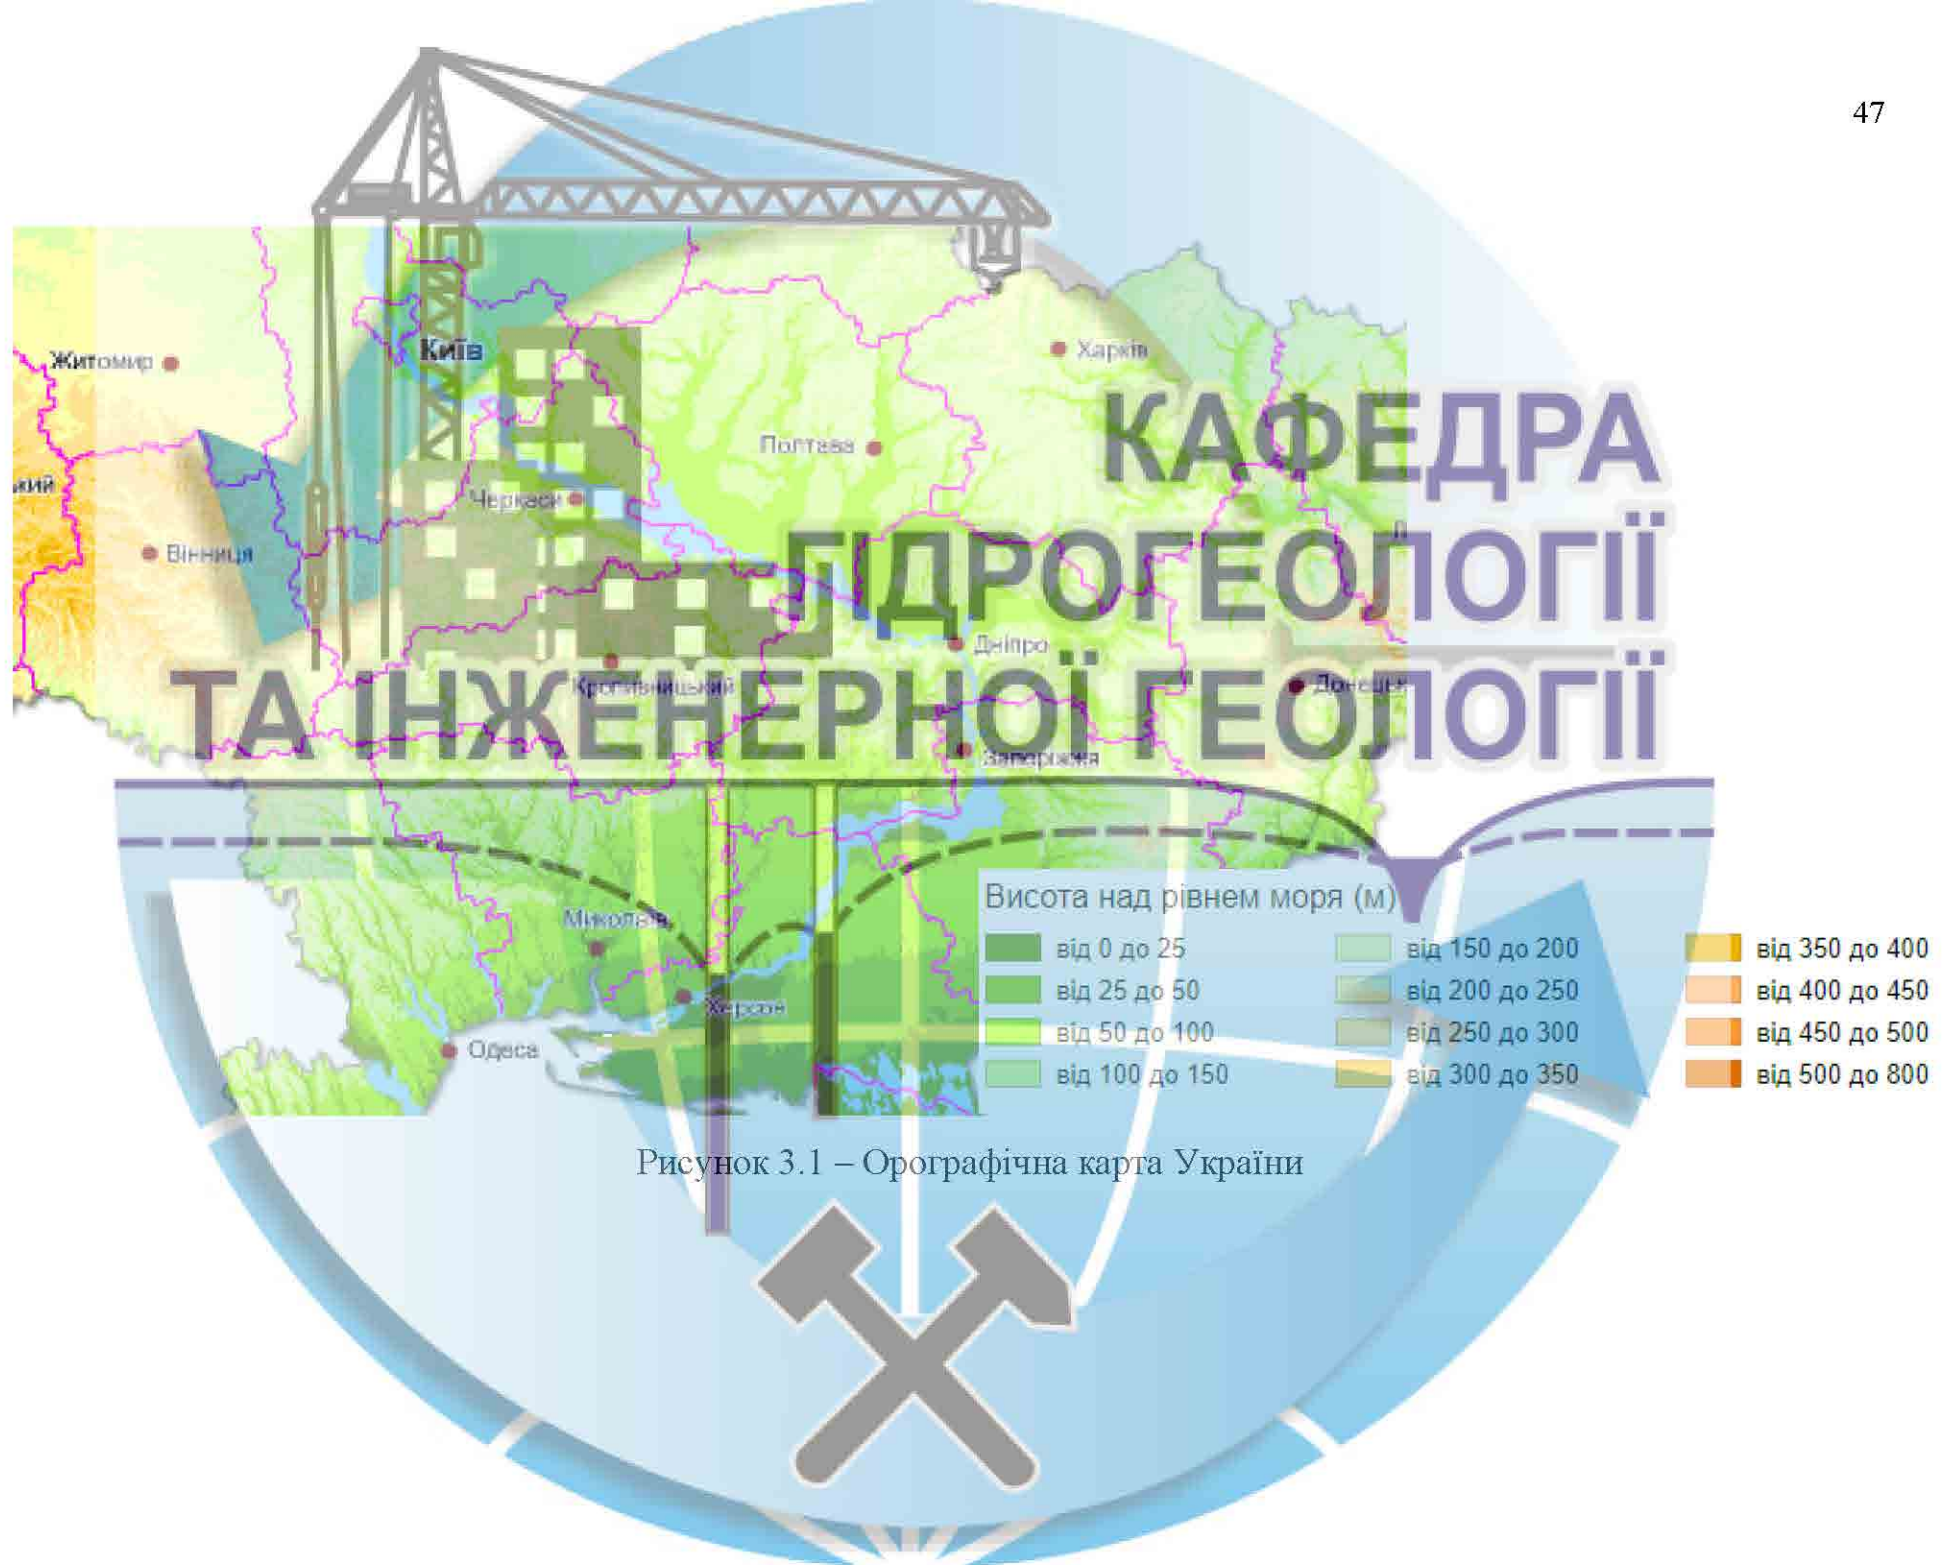 47
Житомир
Київ
Харків
Полтава
КАФЕДРА
кий
Черкаси
Вінниця
ГІДРОГЕОЛОГІЇ
Дніпро
Кропивницький
Донецьк
ТА ІНЖЕНЕРНОЇ ГЕОЛОГІЇ
Запоріжжя
Висота над рівнем моря (м)
Миколаїв
від 0 до 25
від 150 до 200
від 350 до 400
від 25 до 50
від 200 до 250
від 400 до 450
Херсон
від 50 до 100
від 250 до 300
від 450 до 500
Одеса
від 100 до 150
від 300 до 350
від 500 до 800
Рисунок 3.1 – Орографічна карта України